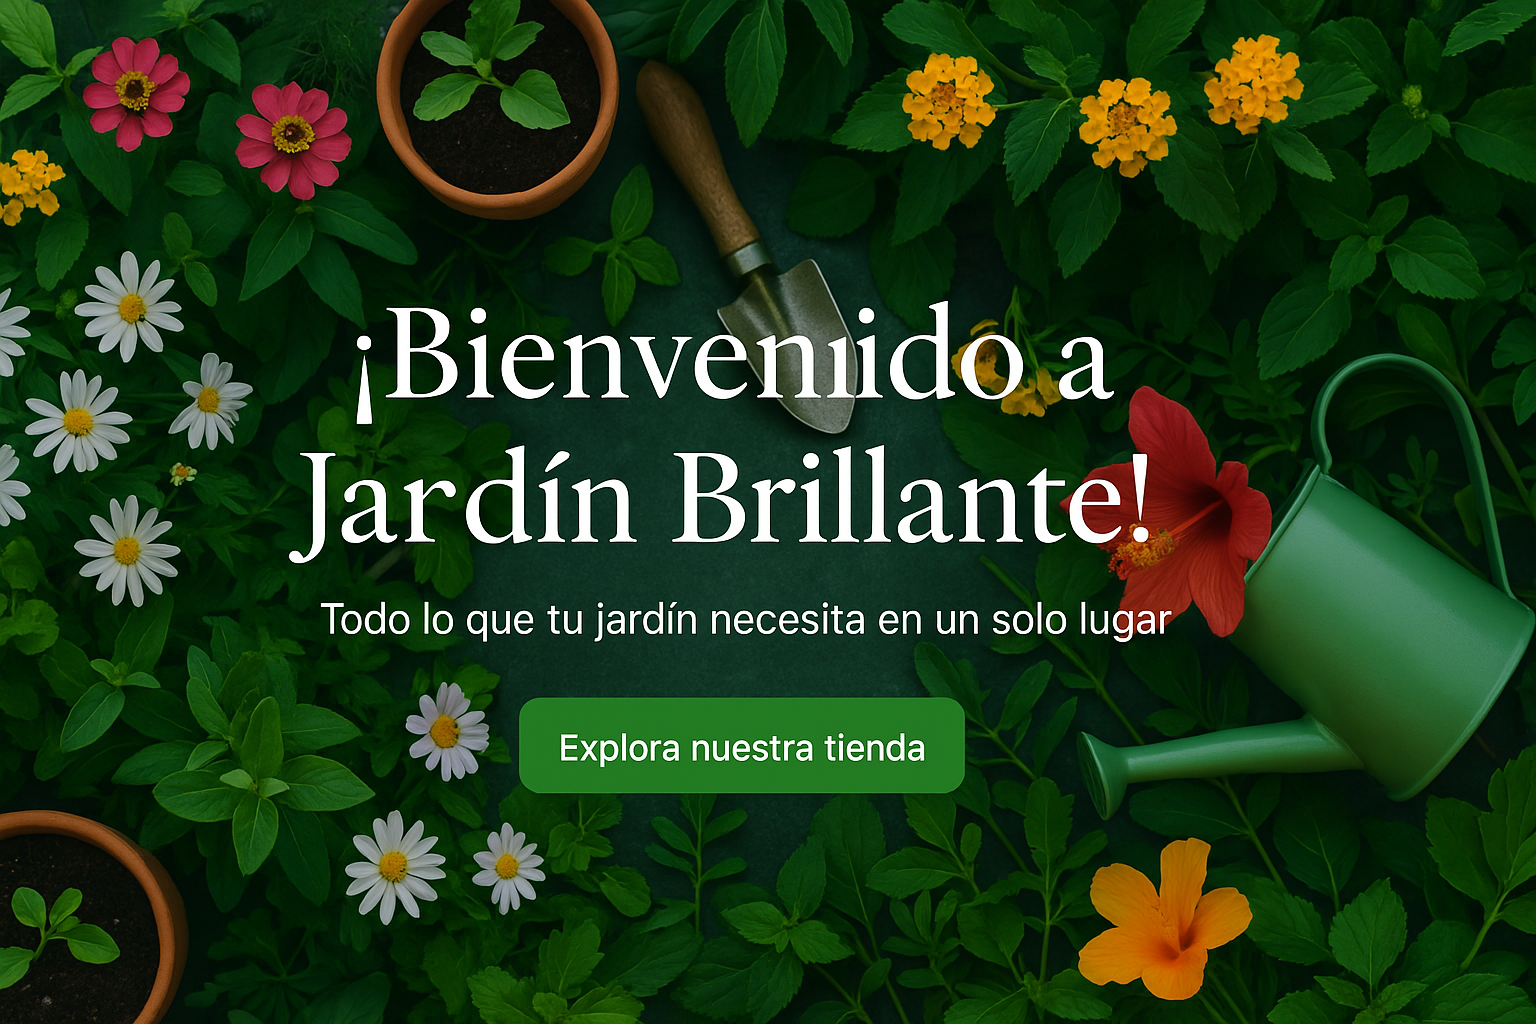 ¡Bienvenido a
Jardín Brillante!
Todo lo que tu jardín necesita en un solo lugar
Explora nuestra tienda